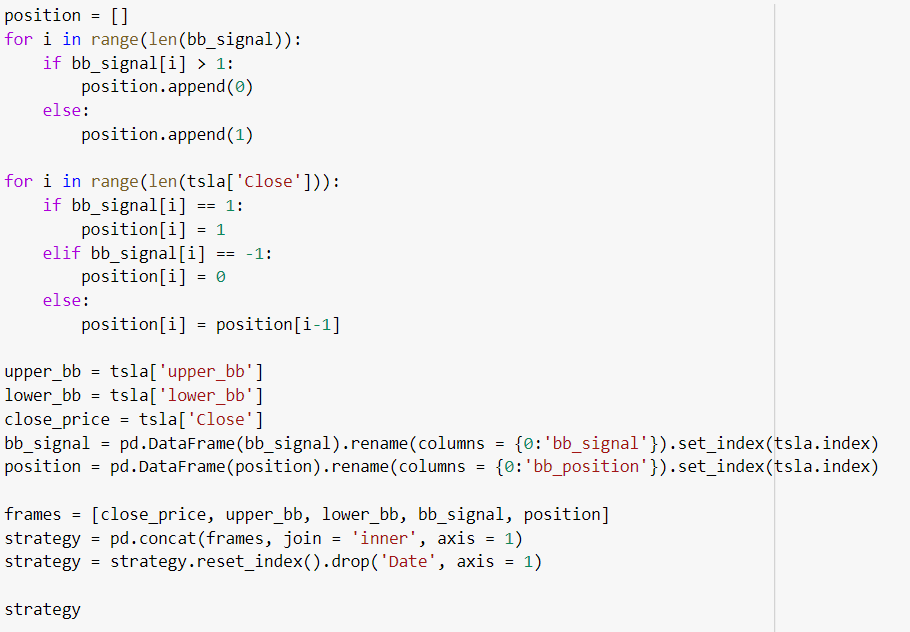 position = []
for i in range(len(bb_signal)):
    if bb_signal[i] > 1:
        position.append(0)
    else:
        position.append(1)

for i in range(len(tsla['Close'])):
    if bb_signal[i] == 1:
        position[i] = 1
    elif bb_signal[i] == -1:
        position[i] = 0
    else:
        position[i] = position[i-1]

upper_bb = tsla['upper_bb']
lower_bb = tsla['lower_bb']
close_price = tsla['Close']
bb_signal = pd.DataFrame(bb_signal).rename(columns = {0:'bb_signal'}).set_index(tsla.index)
position = pd.DataFrame(position).rename(columns = {0:'bb_position'}).set_index(tsla.index)

frames = [close_price, upper_bb, lower_bb, bb_signal, position]
strategy = pd.concat(frames, join = 'inner', axis = 1)
strategy = strategy.reset_index().drop('Date', axis = 1)

strategy